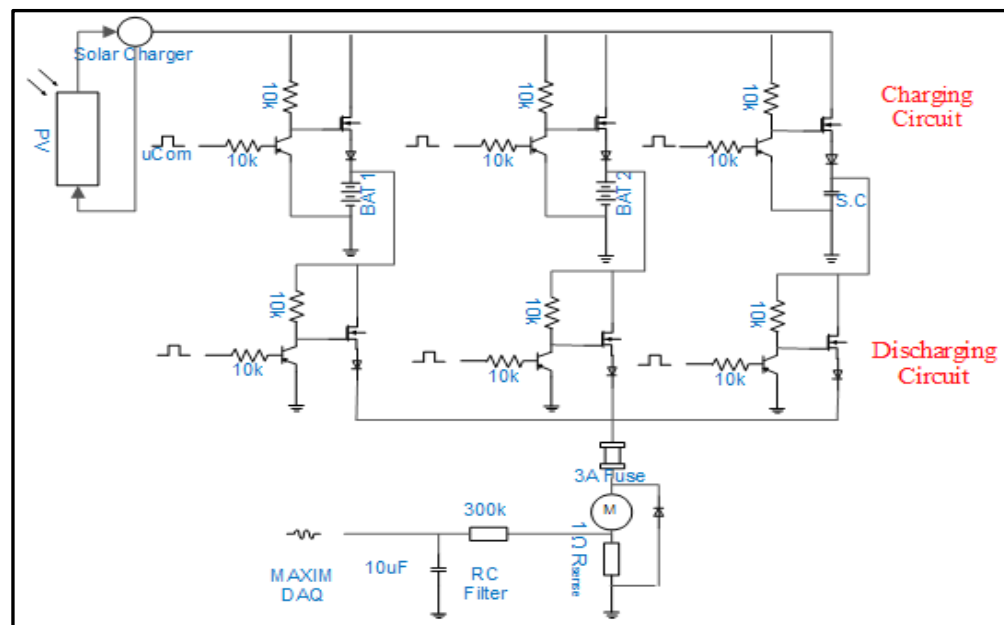 Solar Charger
PV
uCom
10k
10k
BAT 1
10k
10k
BAT 2
10k
10k
S.C
Charging
Circuit
10k
10k
10k
10k
10k
10k
Discharging
Circuit
3A Fuse
M
1 Ω Rsense
300k
10uF
RC
Filter
MAXIM
DAQ